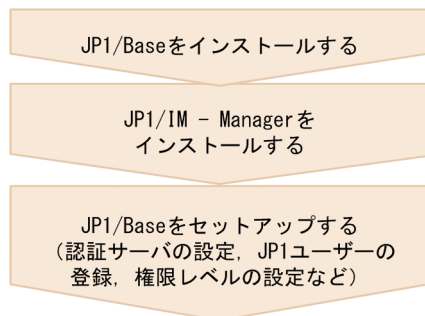 JP1/Baseをインストールする
JP1/IM － Managerを
インストールする
JP1/Baseをセットアップする
（認証サーバの設定，JP1ユーザーの
登録，権限レベルの設定など）